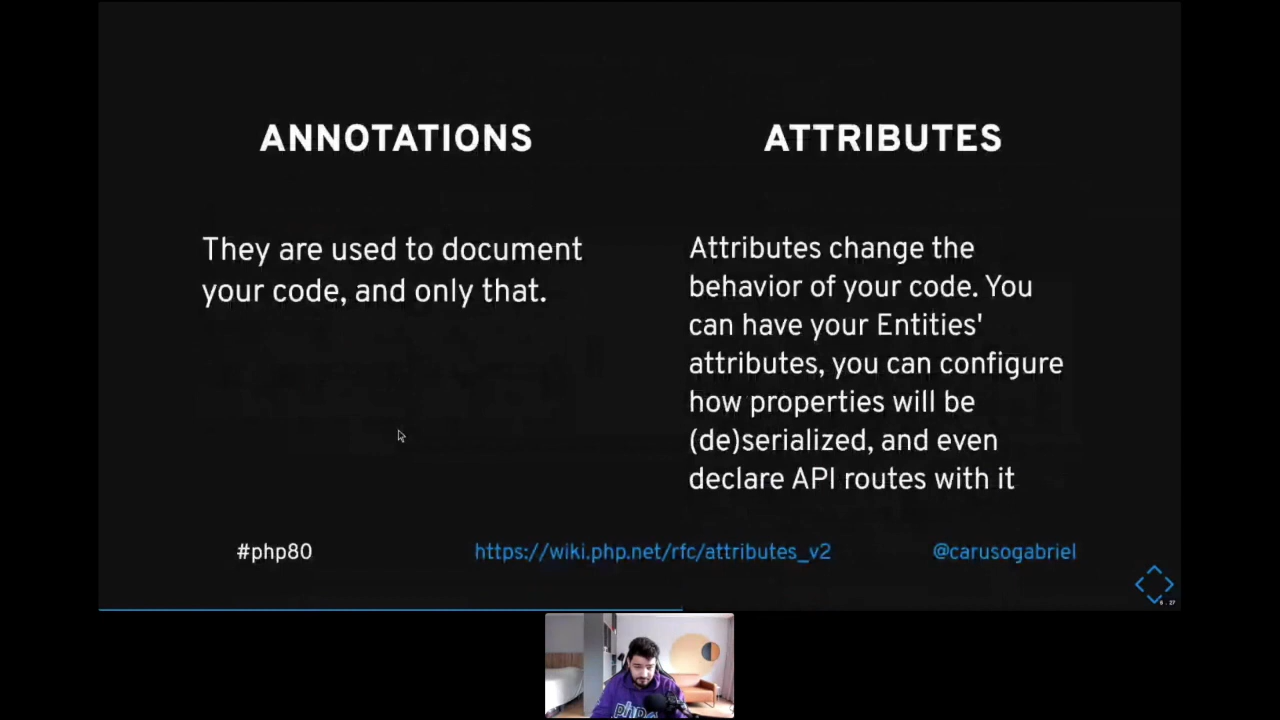 ANNOTATIONS
They are used to document
your code, and only that.
ATTRIBUTES
Attributes change the
behavior of your code. You
can have your Entities'
attributes, you can configure
how properties will be
(de)serialized, and even
declare API routes with it
#php80
https://wiki.php.net/rfc/attributes_v2
@carusogabriel